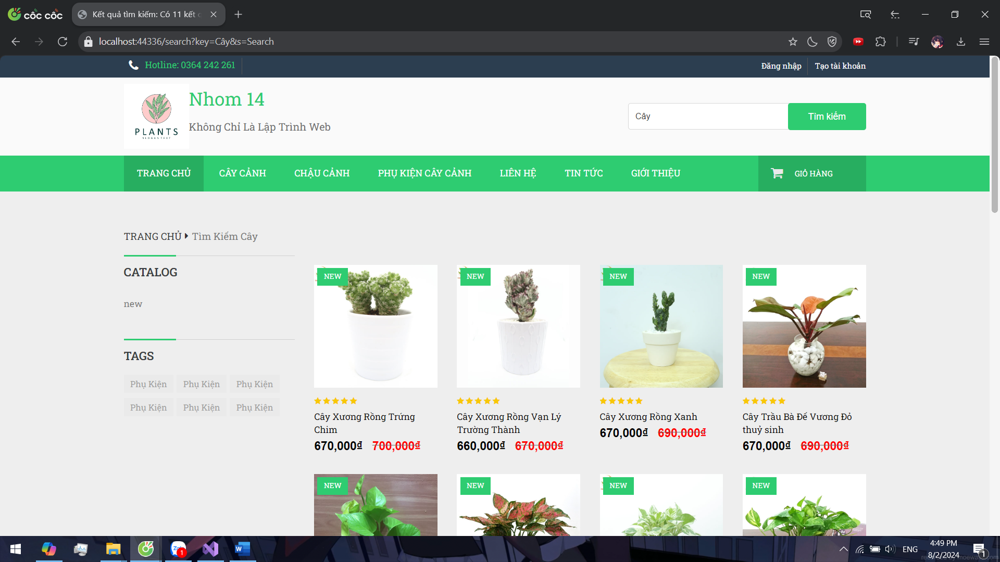 cốc cốc
Kết quả tìm kiếm: Có 11 kết
localhost:44336/search?key=Cây&s=Search
Hotline: 0364 242 261
Đăng nhập
Tạo tài khoản
PLANTS
SLOGAN TEXT
Nhom 14
Không Chỉ Là Lập Trình Web
Cây
Tìm kiếm
TRANG CHỦ
CÂY CẢNH
CHẬU CẢNH
PHỤ KIỆN CÂY CẢNH
LIÊN HỆ
TIN TỨC
GIỚI THIỆU
GIỎ HÀNG
TRANG CHỦ Tìm Kiếm Cây
CATALOG
new
TAGS
Phụ Kiện Phụ Kiện Phụ Kiện
Phụ Kiện Phụ Kiện Phụ Kiện
NEW
Cây Xương Rồng Trứng
Chim
670,000₫ 700,000₫
NEW
Cây Xương Rồng Vạn Lý
Trường Thành
660,000₫ 670,000₫
NEW
Cây Xương Rồng Xanh
670,000₫ 690,000₫
NEW
Cây Trầu Bà Đế Vương Đỏ
thuỷ sinh
670,000₫ 690,000₫
NEW
NEW
NEW
NEW
Zalo
1
W
ENG
4:49 PM
8/2/2024
1